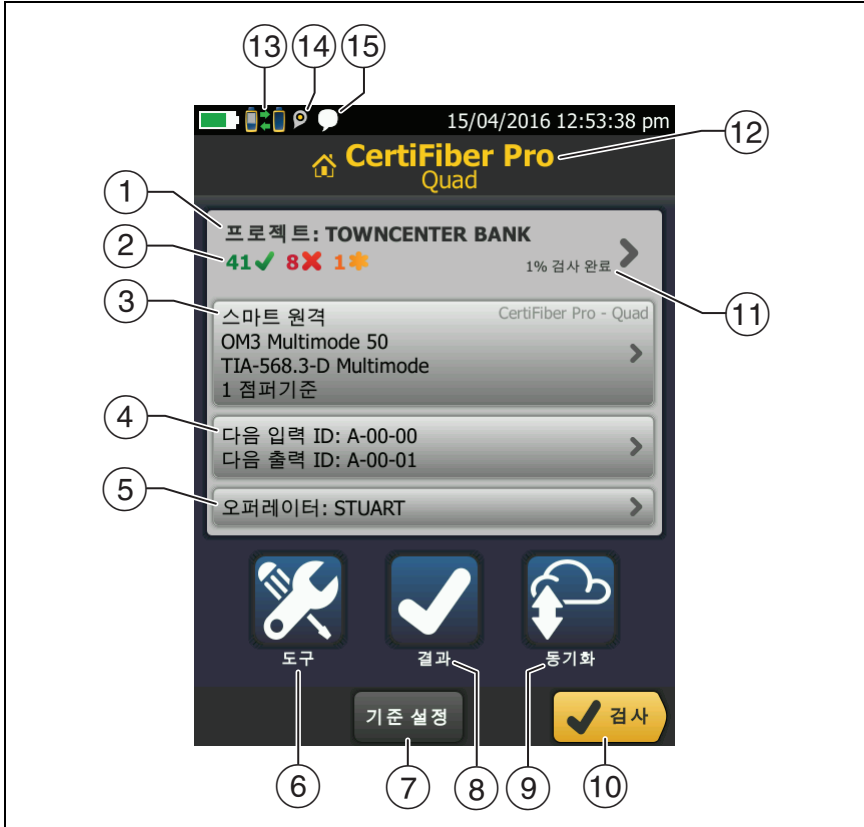 13 14 15
15/04/2016 12:53:38 pm
12
CertiFiber Pro
Quad
1
프로젝트: TOWNCENTER BANK
2
41 8 1
1% 검사 완료
11
3
스마트 원격
CertiFiber Pro - Quad
OM3 Multimode 50
TIA-568.3-D Multimode
1 점퍼기준
4
다음 입력 ID: A-00-00
다음 출력 ID: A-00-01
5
오퍼레이터: STUART
도구 결과 동기화
기준 설정 검사
6 7 8 9 10